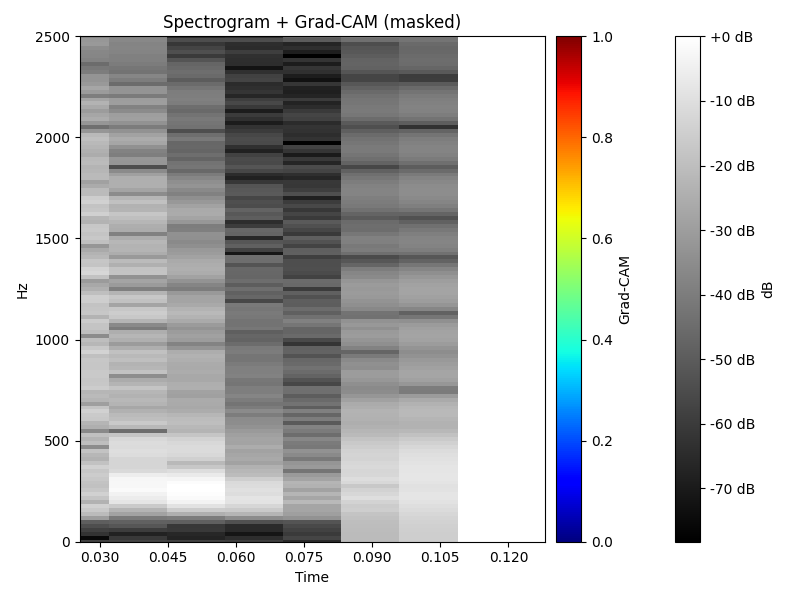 Spectrogram + Grad-CAM (masked)
2500
2000
1500
1000
500
0
Hz
0.030 0.045 0.060 0.075 0.090 0.105 0.120
Time
1.0
0.8
0.6
0.4
0.2
0.0
Grad-CAM
+0 dB
-10 dB
-20 dB
-30 dB
-40 dB
-50 dB
-60 dB
-70 dB
dB